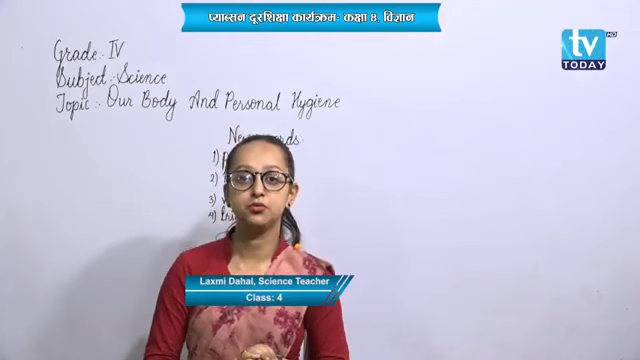 प्याब्सन दूरशिक्षा कार्यक्रम कक्षा ४, विज्ञान
tv HD
TODAY
Grade:- IV
Subject:- Science
Topic:- Our Body And Personal Hygiene
1)
2)
3)
4)
Laxmi Dahal, Science Teacher
Class: 4